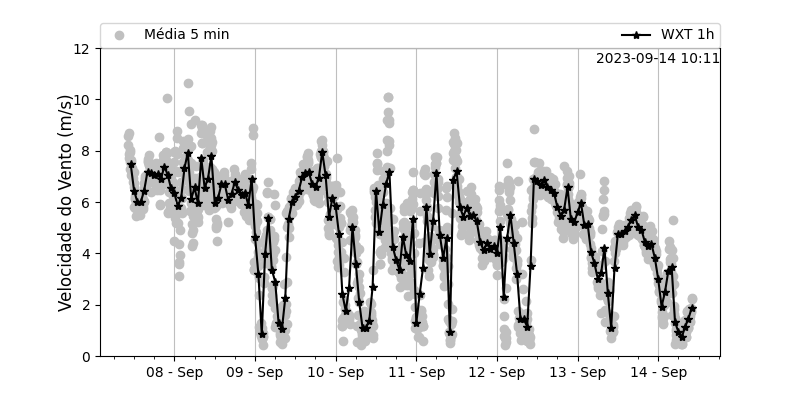 Média 5 min
WXT 1h
2023-09-14 10:11
Velocidade do Vento (m/s)
12
10
8
6
4
2
0
08 - Sep
09 - Sep
10 - Sep
11 - Sep
12 - Sep
13 - Sep
14 - Sep